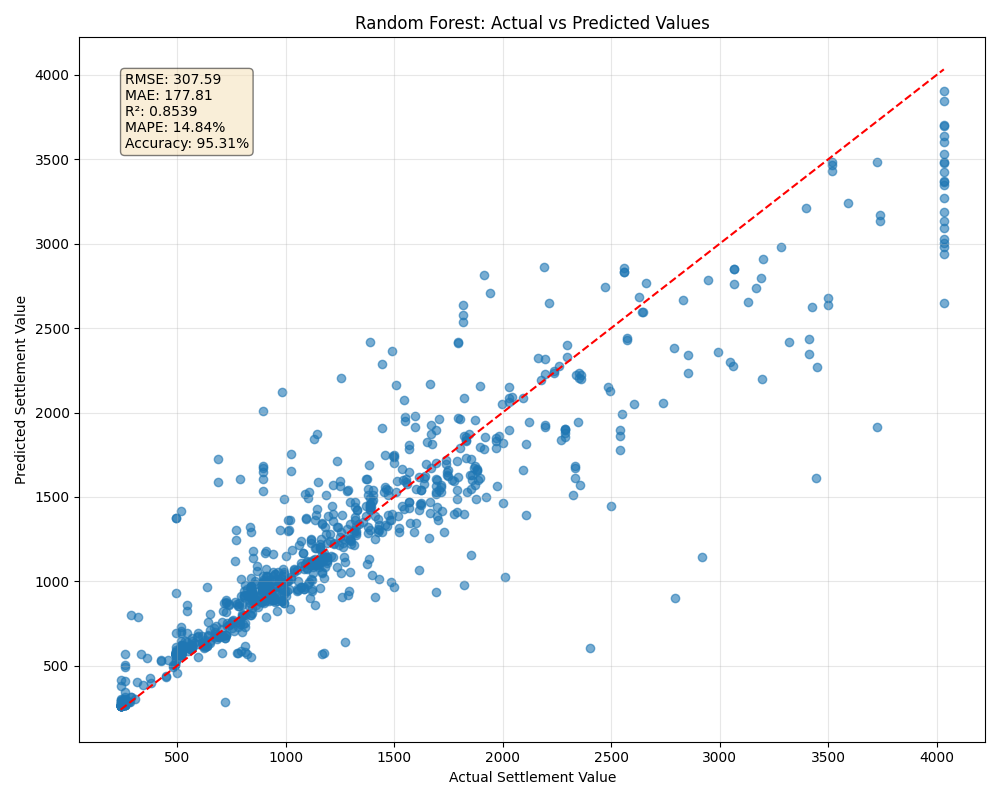 Random Forest: Actual vs Predicted Values
RMSE: 307.59
MAE: 177.81
R²: 0.8539
MAPE: 14.84%
Accuracy: 95.31%
Predicted Settlement Value
4000
3500
3000
2500
2000
1500
1000
500
500 1000 1500 2000 2500 3000 3500 4000
Actual Settlement Value